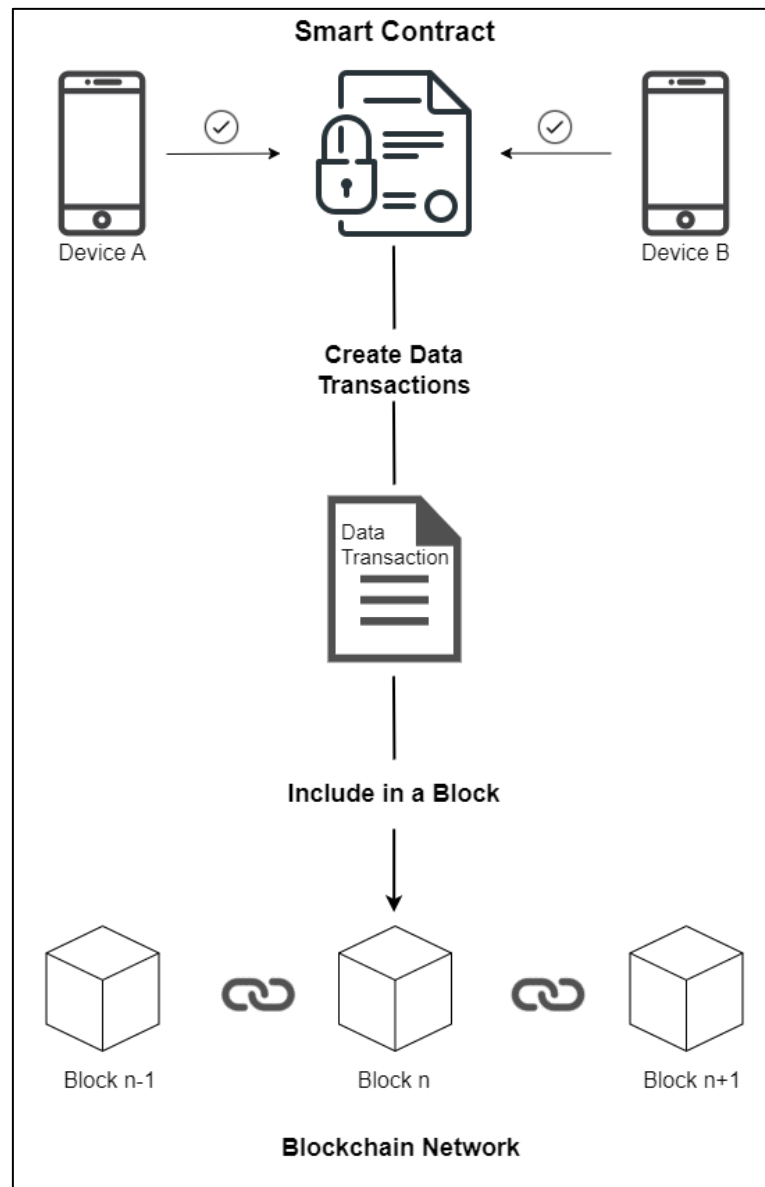 Smart Contract
Device A
Device B
Create Data
Transactions
Data
Transaction
Include in a Block
Block n-1
Block n
Block n+1
Blockchain Network